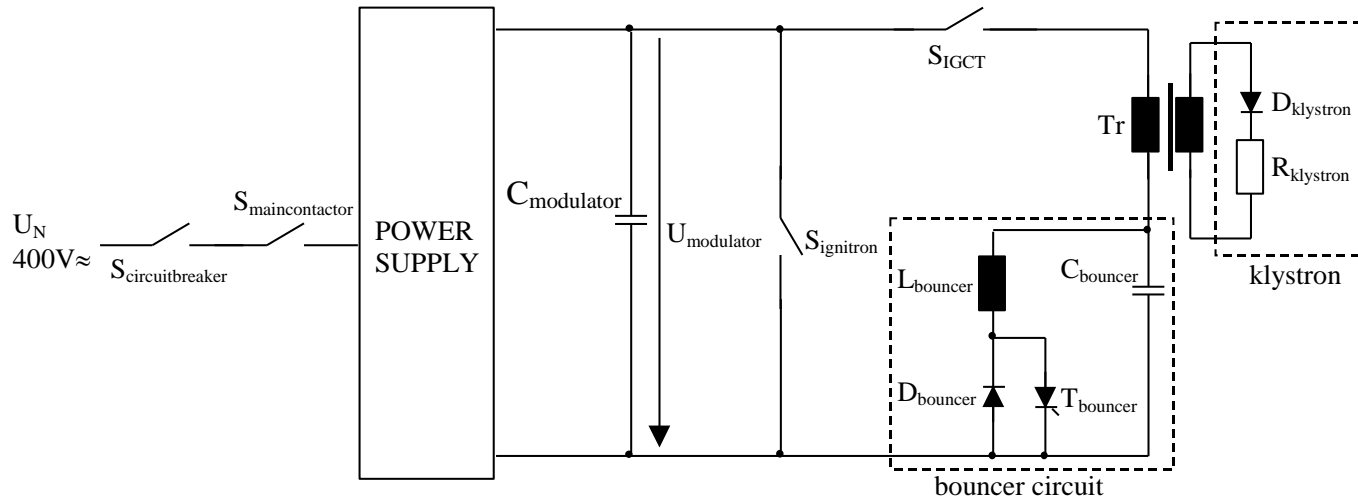 U_N
400V≈
S_circuitbreaker
S_maincontactor
POWER
SUPPLY
C_modulator
U_modulator
S_ignitron
S_IGCT
Tr
D_klystron
R_klystron
klystron
L_bouncer
C_bouncer
D_bouncer
T_bouncer
bouncer circuit